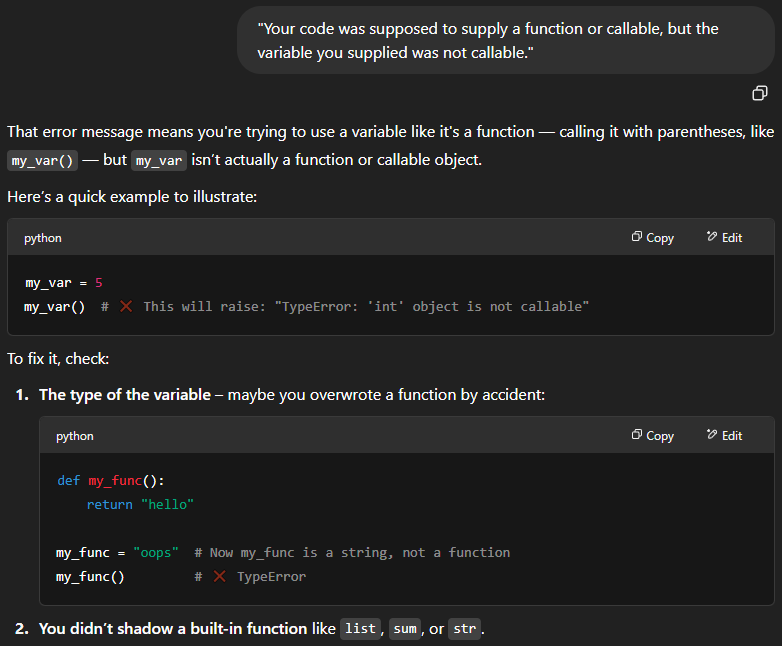 "Your code was supposed to supply a function or callable, but the
variable you supplied was not callable."
That error message means you're trying to use a variable like it's a function — calling it with parentheses, like
my_var() — but my_var isn't actually a function or callable object.
Here's a quick example to illustrate:
python Copy Edit
my_var = 5
my_var() # ❌ This will raise: "TypeError: 'int' object is not callable"
To fix it, check:
1. The type of the variable – maybe you overwrote a function by accident:
python Copy Edit
def my_func():
    return "hello"
my_func = "oops" # Now my_func is a string, not a function
my_func() # ❌ TypeError
2. You didn't shadow a built-in function like list, sum, or str.